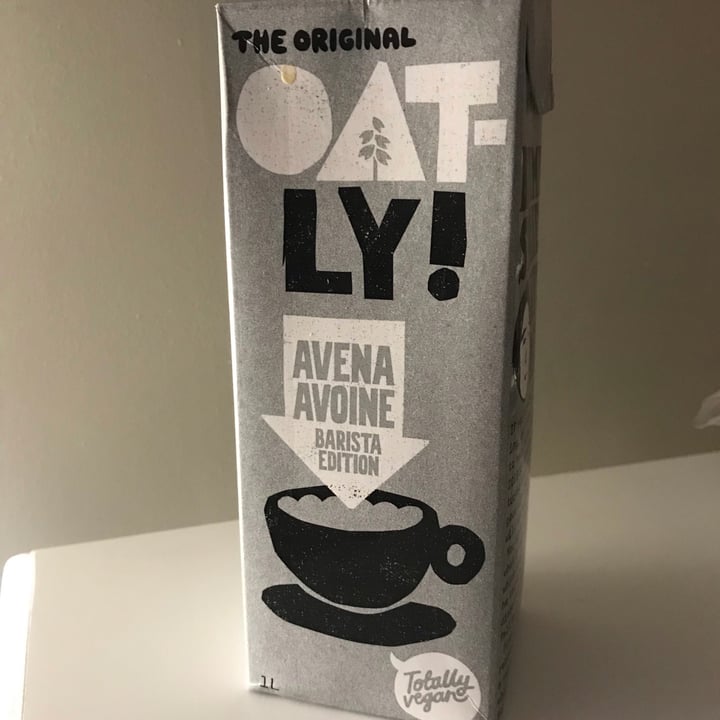 THE ORIGINAL
OAT-
LY!
AVENA
AVOINE
BARISTA
EDITION
1L
Totally
vegan